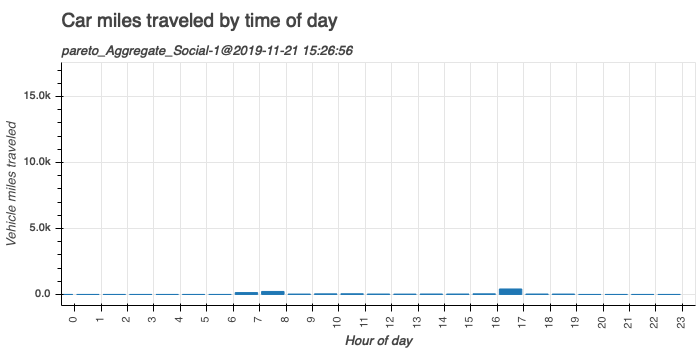 Car miles traveled by time of day
pareto_Aggregate_Social-1@2019-11-21 15:26:56
Vehicle miles traveled
15.0k
10.0k
5.0k
0.0
0 1 2 3 4 5 6 7 8 9 10 11 12 13 14 15 16 17 18 19 20 21 22 23
Hour of day